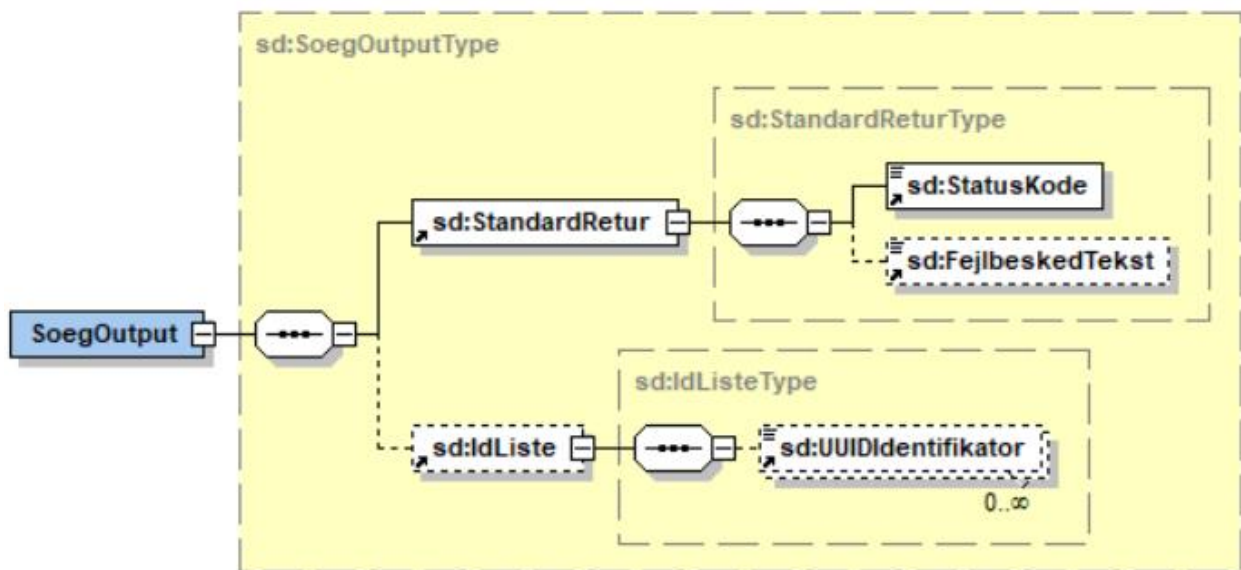 sd:SoegOutputType
sd:StandardReturType
sd:StatusKode
sd:StandardRetur
sd:FejlbeskedTekst
SoegOutput
sd:IdListeType
sd:IdListe
sd:UUIDIdentifikator
0..∞